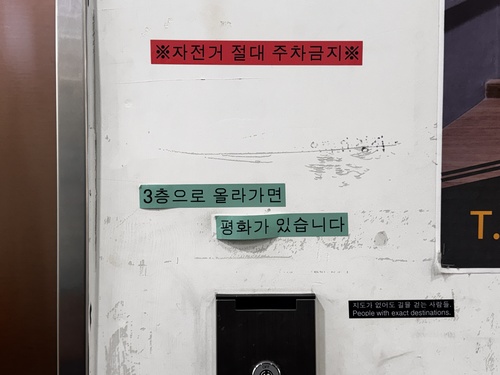 ※자전거 절대 주차금지※
3층으로 올라가면
평화가 있습니다
T.
지도가 없어도 길을 걷는 사람들.
People with exact destinations.